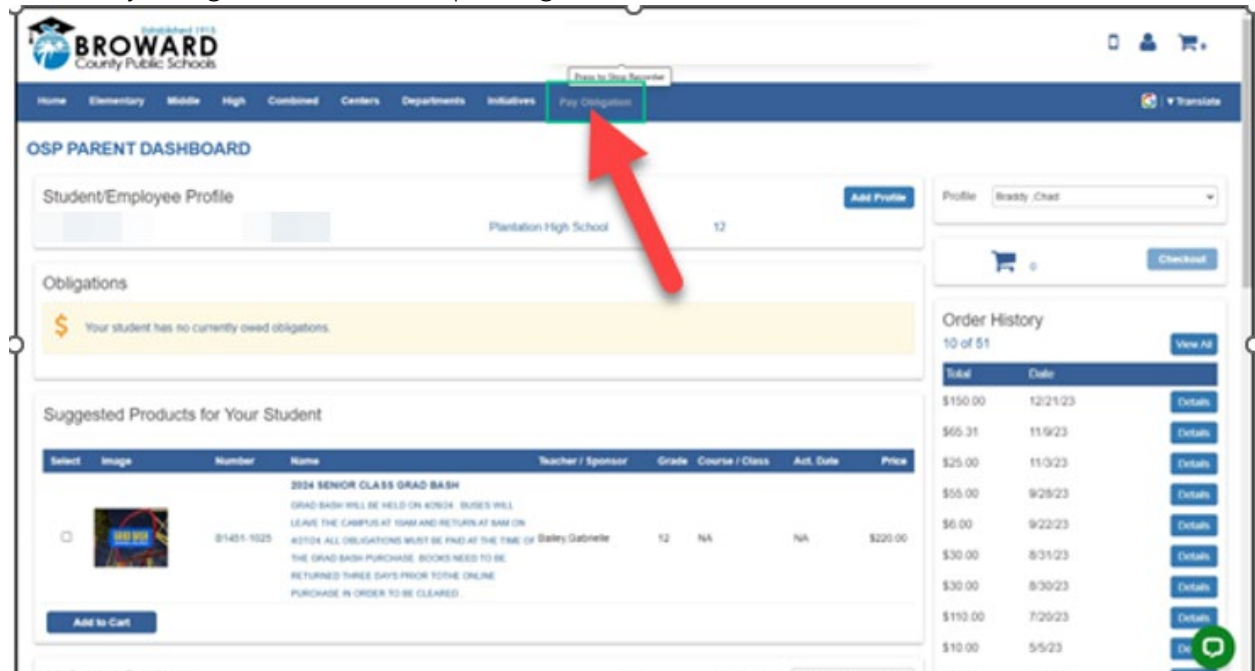 Established 1915
BROWARD
County Public Schools
Press to Stop Recorder
Home Elementary Middle High Combined Centers Departments Initiatives Pay Obligation ▾ Translate
OSP PARENT DASHBOARD
Student/Employee Profile Add Profile
Plantation High School 12
Profile Braddy ,Chad
0 Checkout
Obligations
$ Your student has no currently owed obligations.
Order History
10 of 51 View All
Total Date
$150.00 12/21/23 Details
$65.31 11/9/23 Details
$25.00 11/3/23 Details
$55.00 9/28/23 Details
$6.00 9/22/23 Details
$30.00 8/31/23 Details
$30.00 8/30/23 Details
$110.00 7/20/23 Details
$10.00 5/5/23
Suggested Products for Your Student
Select Image Number Name Teacher / Sponsor Grade Course / Class Act. Date Price
2024 SENIOR CLASS GRAD BASH
GRAD BASH WILL BE HELD ON BUSES WILL
LEAVE THE CAMPUS AT 10AM AND RETURN AT 5AM ON
ALL OBLIGATIONS MUST BE PAID AT THE TIME OF
THE GRAD BASH PURCHASE. BOOKS NEED TO BE
RETURNED THREE DAYS PRIOR TOTHE ONLINE
PURCHASE IN ORDER TO BE CLEARED.
GRAD BASH
01451-1025 Bailey,Gabrielle 12 NA NA $220.00
Add to Cart